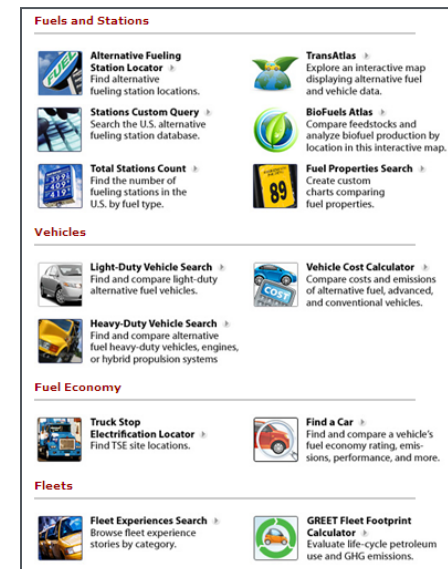 Fuels and Stations
Alternative Fueling
Station Locator
Find alternative
fueling station locations.
TransAtlas
Explore an interactive map
displaying alternative fuel
and vehicle data.
Stations Custom Query
Search the U.S. alternative
fueling station database.
BioFuels Atlas
Compare feedstocks and
analyze biofuel production by
location in this interactive map.
Total Stations Count
Find the number of
fueling stations in the
U.S. by fuel type.
Fuel Properties Search
Create custom
charts comparing
fuel properties.
FUEL
399
409
419
89
Vehicles
Light-Duty Vehicle Search
Find and compare light-duty
alternative fuel vehicles.
Vehicle Cost Calculator
Compare costs and emissions
of alternative fuel, advanced,
and conventional vehicles.
COST
Heavy-Duty Vehicle Search
Find and compare alternative
fuel heavy-duty vehicles, engines,
or hybrid propulsion systems
Fuel Economy
Truck Stop
Electrification Locator
Find TSE site locations.
Find a Car
Find and compare a vehicle's
fuel economy rating, emis-
sions, performance, and more.
Fleets
Fleet Experiences Search
Browse fleet experience
stories by category.
GREET Fleet Footprint
Calculator
Evaluate life-cycle petroleum
use and GHG emissions.